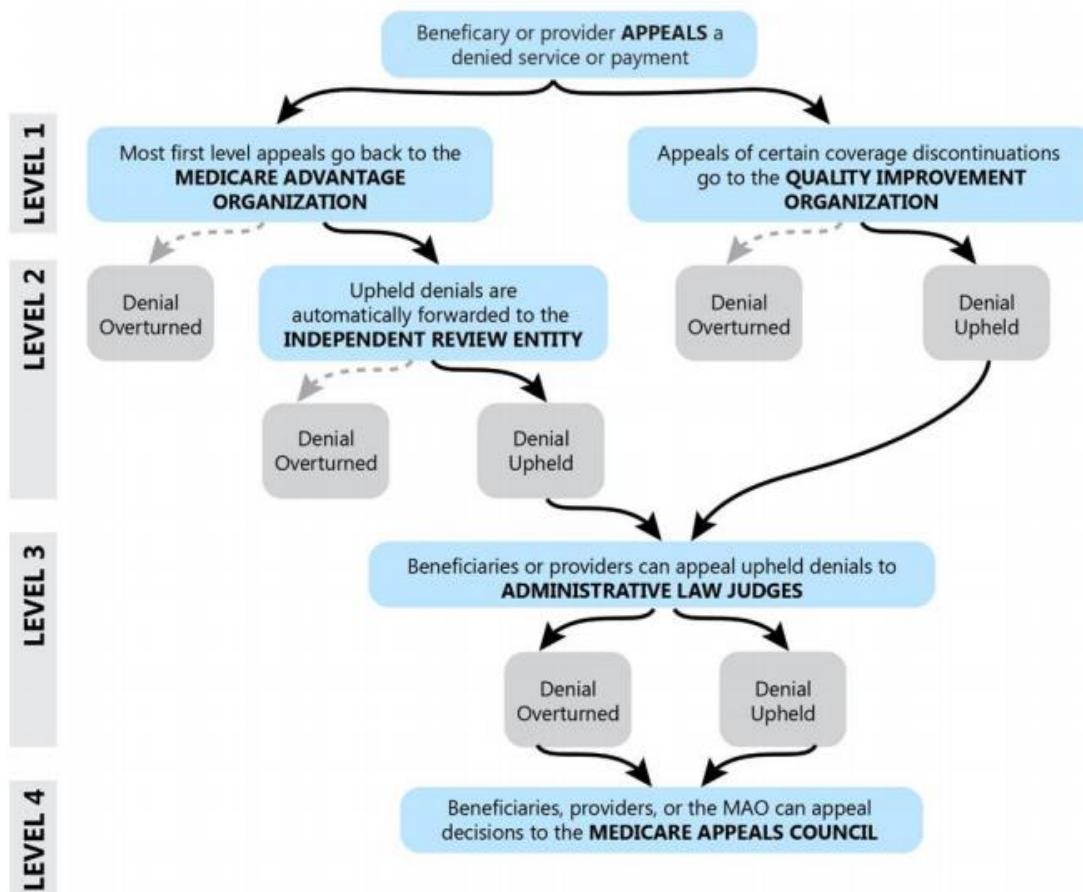 Beneficary or provider APPEALS a
denied service or payment
LEVEL 1
Most first level appeals go back to the
MEDICARE ADVANTAGE
ORGANIZATION
Appeals of certain coverage discontinuations
go to the QUALITY IMPROVEMENT
ORGANIZATION
LEVEL 2
Denial
Overturned
Upheld denials are
automatically forwarded to the
INDEPENDENT REVIEW ENTITY
Denial
Overturned
Denial
Upheld
Denial
Overturned
Denial
Upheld
LEVEL 3
Beneficiaries or providers can appeal upheld denials to
ADMINISTRATIVE LAW JUDGES
Denial
Overturned
Denial
Upheld
LEVEL 4
Beneficiaries, providers, or the MAO can appeal
decisions to the MEDICARE APPEALS COUNCIL